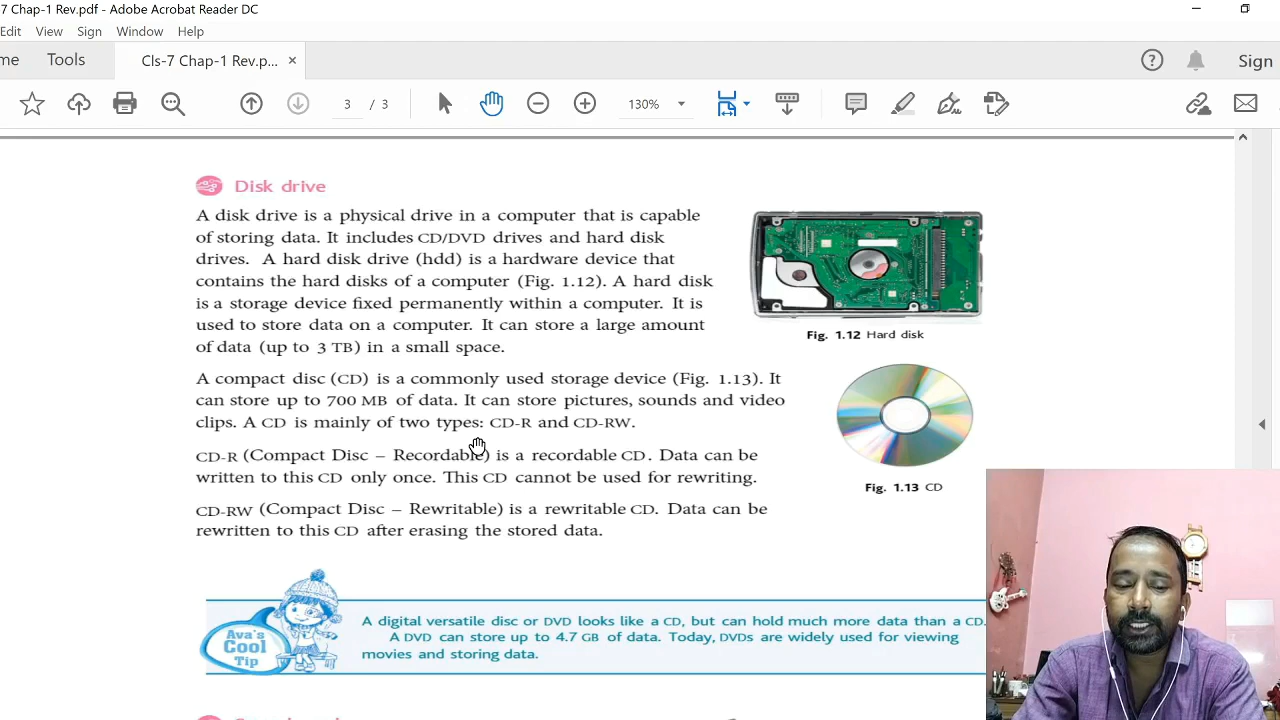 7 Chap-1 Rev.pdf - Adobe Acrobat Reader DC
Edit View Sign Window Help
me Tools Cls-7 Chap-1 Rev.p... × Sign
3 / 3 130%
Disk drive
A disk drive is a physical drive in a computer that is capable
of storing data. It includes CD/DVD drives and hard disk
drives. A hard disk drive (hdd) is a hardware device that
contains the hard disks of a computer (Fig. 1.12). A hard disk
is a storage device fixed permanently within a computer. It is
used to store data on a computer. It can store a large amount
of data (up to 3 TB) in a small space.
Fig. 1.12 Hard disk
A compact disc (CD) is a commonly used storage device (Fig. 1.13). It
can store up to 700 MB of data. It can store pictures, sounds and video
clips. A CD is mainly of two types: CD-R and CD-RW.
CD-R (Compact Disc – Recordable) is a recordable CD. Data can be
written to this CD only once. This CD cannot be used for rewriting.
Fig. 1.13 CD
CD-RW (Compact Disc – Rewritable) is a rewritable CD. Data can be
rewritten to this CD after erasing the stored data.
Ava's
Cool
Tip
A digital versatile disc or DVD looks like a CD, but can hold much more data than a CD.
A DVD can store up to 4.7 GB of data. Today, DVDs are widely used for viewing
movies and storing data.